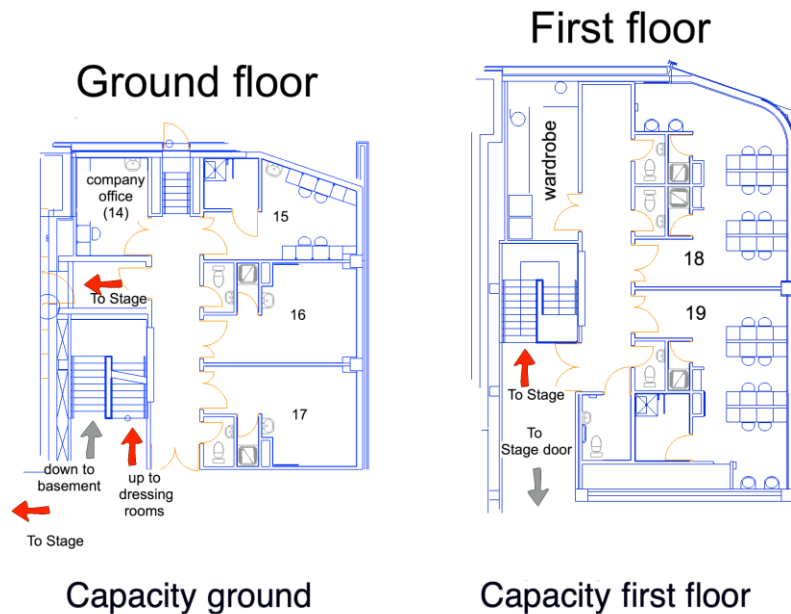 First floor
Ground floor
company
office
(14)
15
To Stage
16
17
down to
basement
up to
dressing
rooms
To Stage
wardrobe
18
19
To Stage
To
Stage door
Capacity ground
Capacity first floor